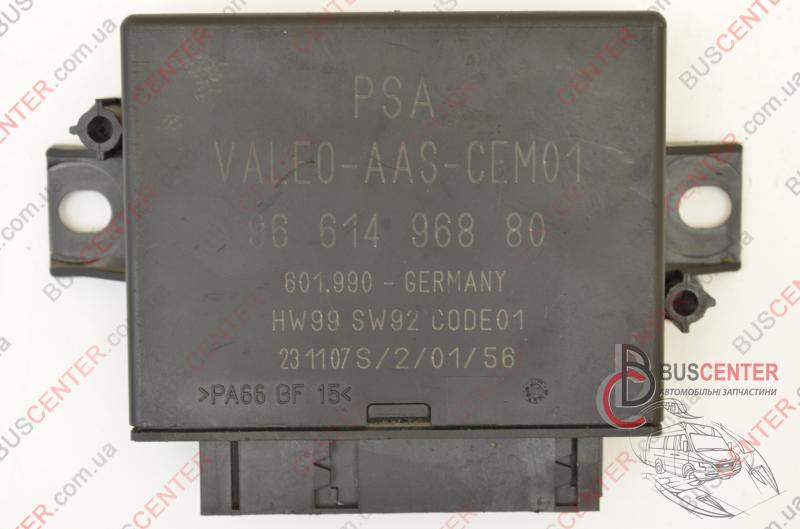 PSA
VALEO-AAS-CEM01
96 614 968 80
601.990 - GERMANY
HW99 SW92 CODE01
231107S/2/01/56
>PA66 GF 15<
BUSCENTER
АВТОМОБІЛЬНІ ЗАПЧАСТИНИ
BUSCENTER.com.ua